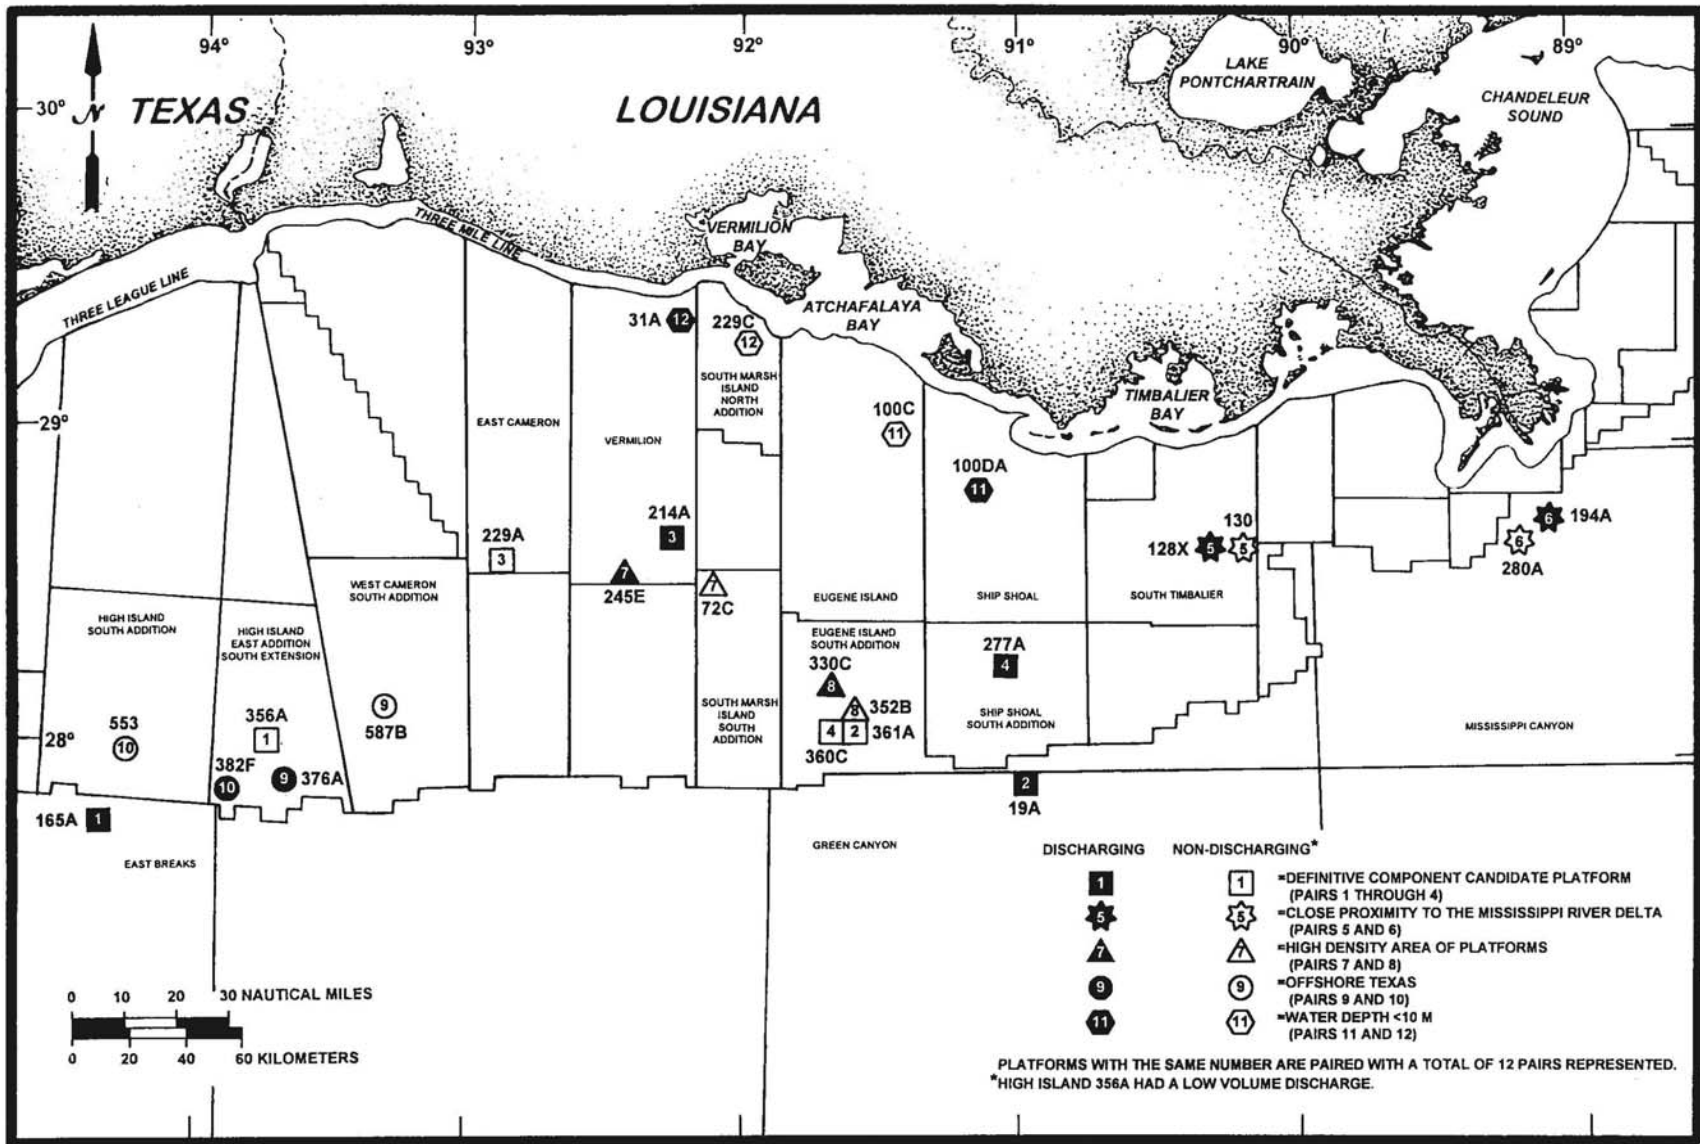 94°
93°
92°
91°
90°
89°
30°
N
TEXAS
LOUISIANA
LAKE
PONTCHARTRAIN
CHANDELEUR
SOUND
THREE MILE LINE
THREE LEAGUE LINE
VERMILION
BAY
ATCHAFALAYA
BAY
TIMBALIER
BAY
31A 12
229C
12
SOUTH MARSH
ISLAND
NORTH
ADDITION
29°
EAST CAMERON
VERMILION
100C
11
100DA
11
229A
3
214A
3
7
245E
7
72C
128X 5
130
5
6 194A
6
280A
WEST CAMERON
SOUTH ADDITION
EUGENE ISLAND
SHIP SHOAL
SOUTH TIMBALIER
HIGH ISLAND
SOUTH ADDITION
HIGH ISLAND
EAST ADDITION
SOUTH EXTENSION
EUGENE ISLAND
SOUTH ADDITION
330C
8
277A
4
8 352B
4 2 361A
360C
SOUTH MARSH
ISLAND
SOUTH
ADDITION
SHIP SHOAL
SOUTH ADDITION
MISSISSIPPI CANYON
28°
553
10
356A
1
9
587B
382F
10
9 376A
165A 1
2
19A
EAST BREAKS
GREEN CANYON
DISCHARGING NON-DISCHARGING*
1 1 =DEFINITIVE COMPONENT CANDIDATE PLATFORM
(PAIRS 1 THROUGH 4)
5 5 =CLOSE PROXIMITY TO THE MISSISSIPPI RIVER DELTA
(PAIRS 5 AND 6)
7 7 =HIGH DENSITY AREA OF PLATFORMS
(PAIRS 7 AND 8)
9 9 =OFFSHORE TEXAS
(PAIRS 9 AND 10)
11 11 =WATER DEPTH <10 M
(PAIRS 11 AND 12)
0 10 20 30 NAUTICAL MILES
0 20 40 60 KILOMETERS
PLATFORMS WITH THE SAME NUMBER ARE PAIRED WITH A TOTAL OF 12 PAIRS REPRESENTED.
*HIGH ISLAND 356A HAD A LOW VOLUME DISCHARGE.